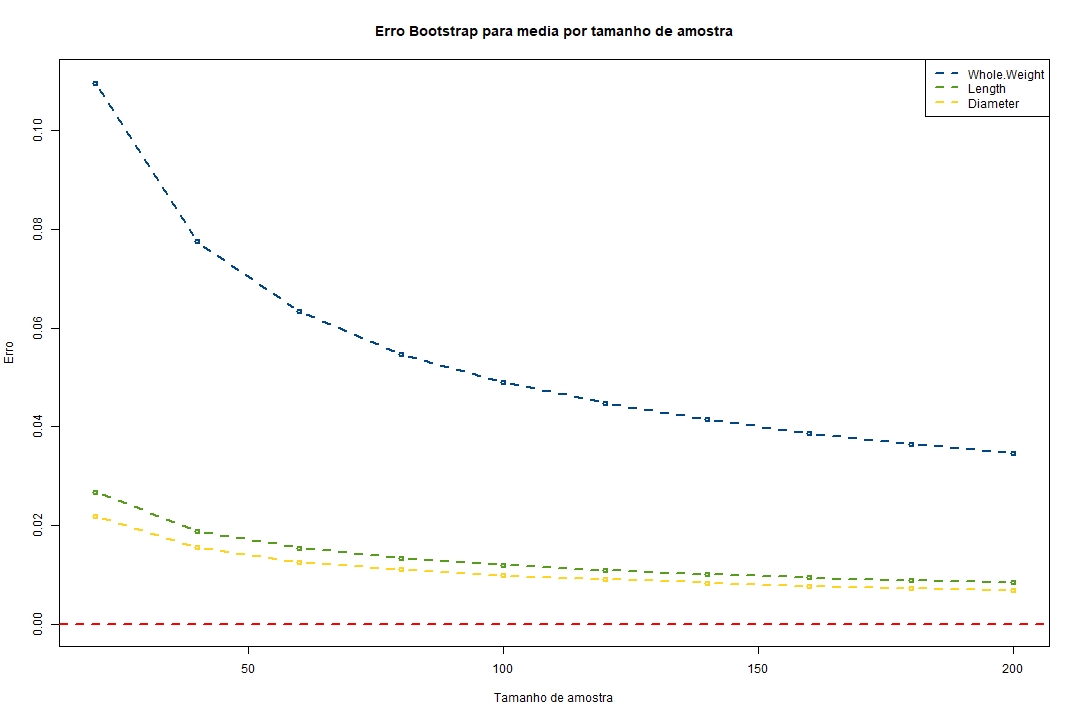 Erro Bootstrap para media por tamanho de amostra
Whole.Weight
Length
Diameter
Erro
0.10
0.08
0.06
0.04
0.02
0.00
50
100
150
200
Tamanho de amostra